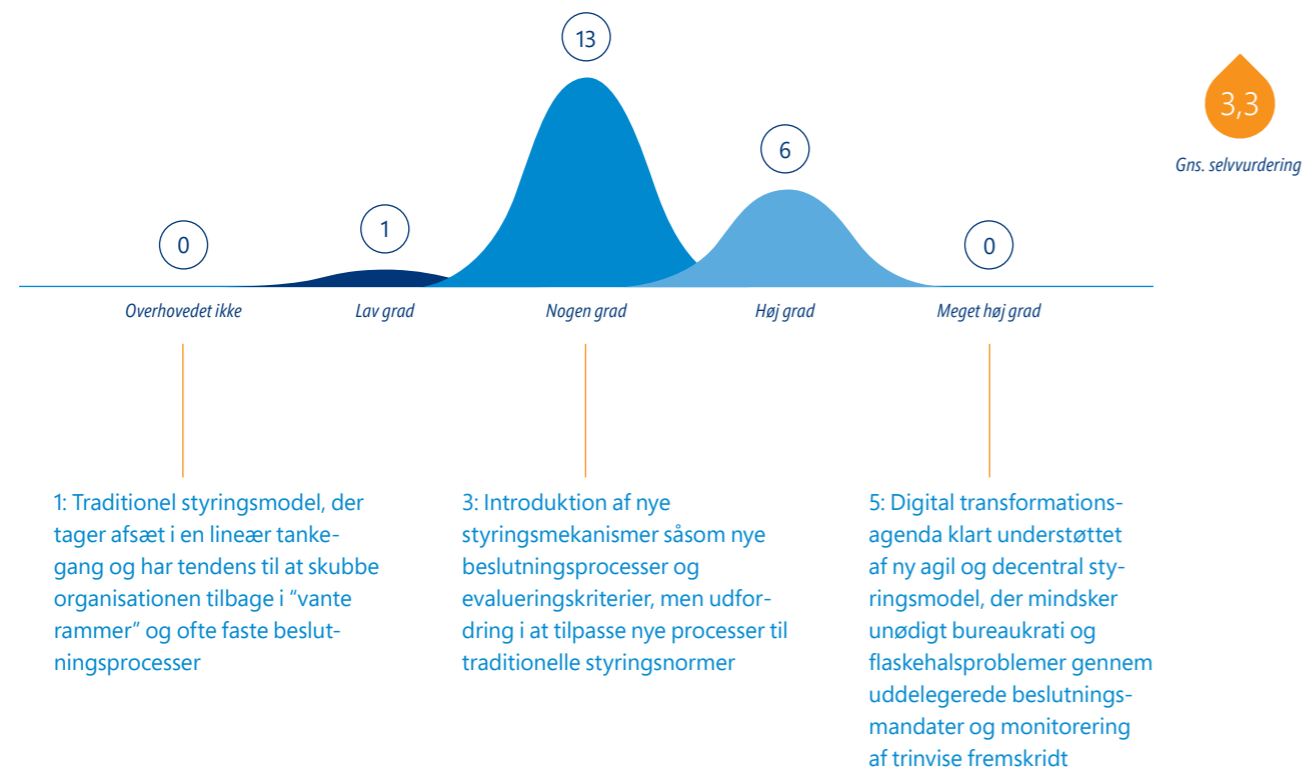 13
3,3
6
Gns. selvvurdering
1
0
0
Overhovedet ikke
Lav grad
Nogen grad
Høj grad
Meget høj grad
1: Traditionel styringsmodel, der
tager afsæt i en lineær tanke-
gang og har tendens til at skubbe
organisationen tilbage i “vante
rammer” og ofte faste beslut-
ningsprocesser
3: Introduktion af nye
styringsmekanismer såsom nye
beslutningsprocesser og
evalueringskriterier, men udfor-
dring i at tilpasse nye processer til
traditionelle styringsnormer
5: Digital transformations-
agenda klart understøttet
af ny agil og decentral sty-
ringsmodel, der mindsker
unødigt bureaukrati og
flaskehalsproblemer gennem
uddelegerede beslutnings-
mandater og monitorering
af trinvise fremskridt